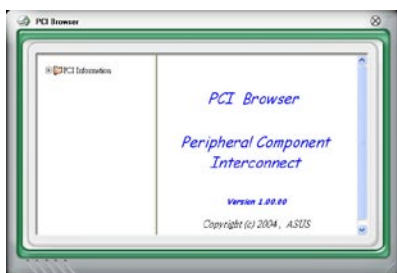 PCI Browser
PCI Information
PCI Browser
Peripheral Component
Interconnect
Version 1.00.00
Copyright (c) 2004, ASUS